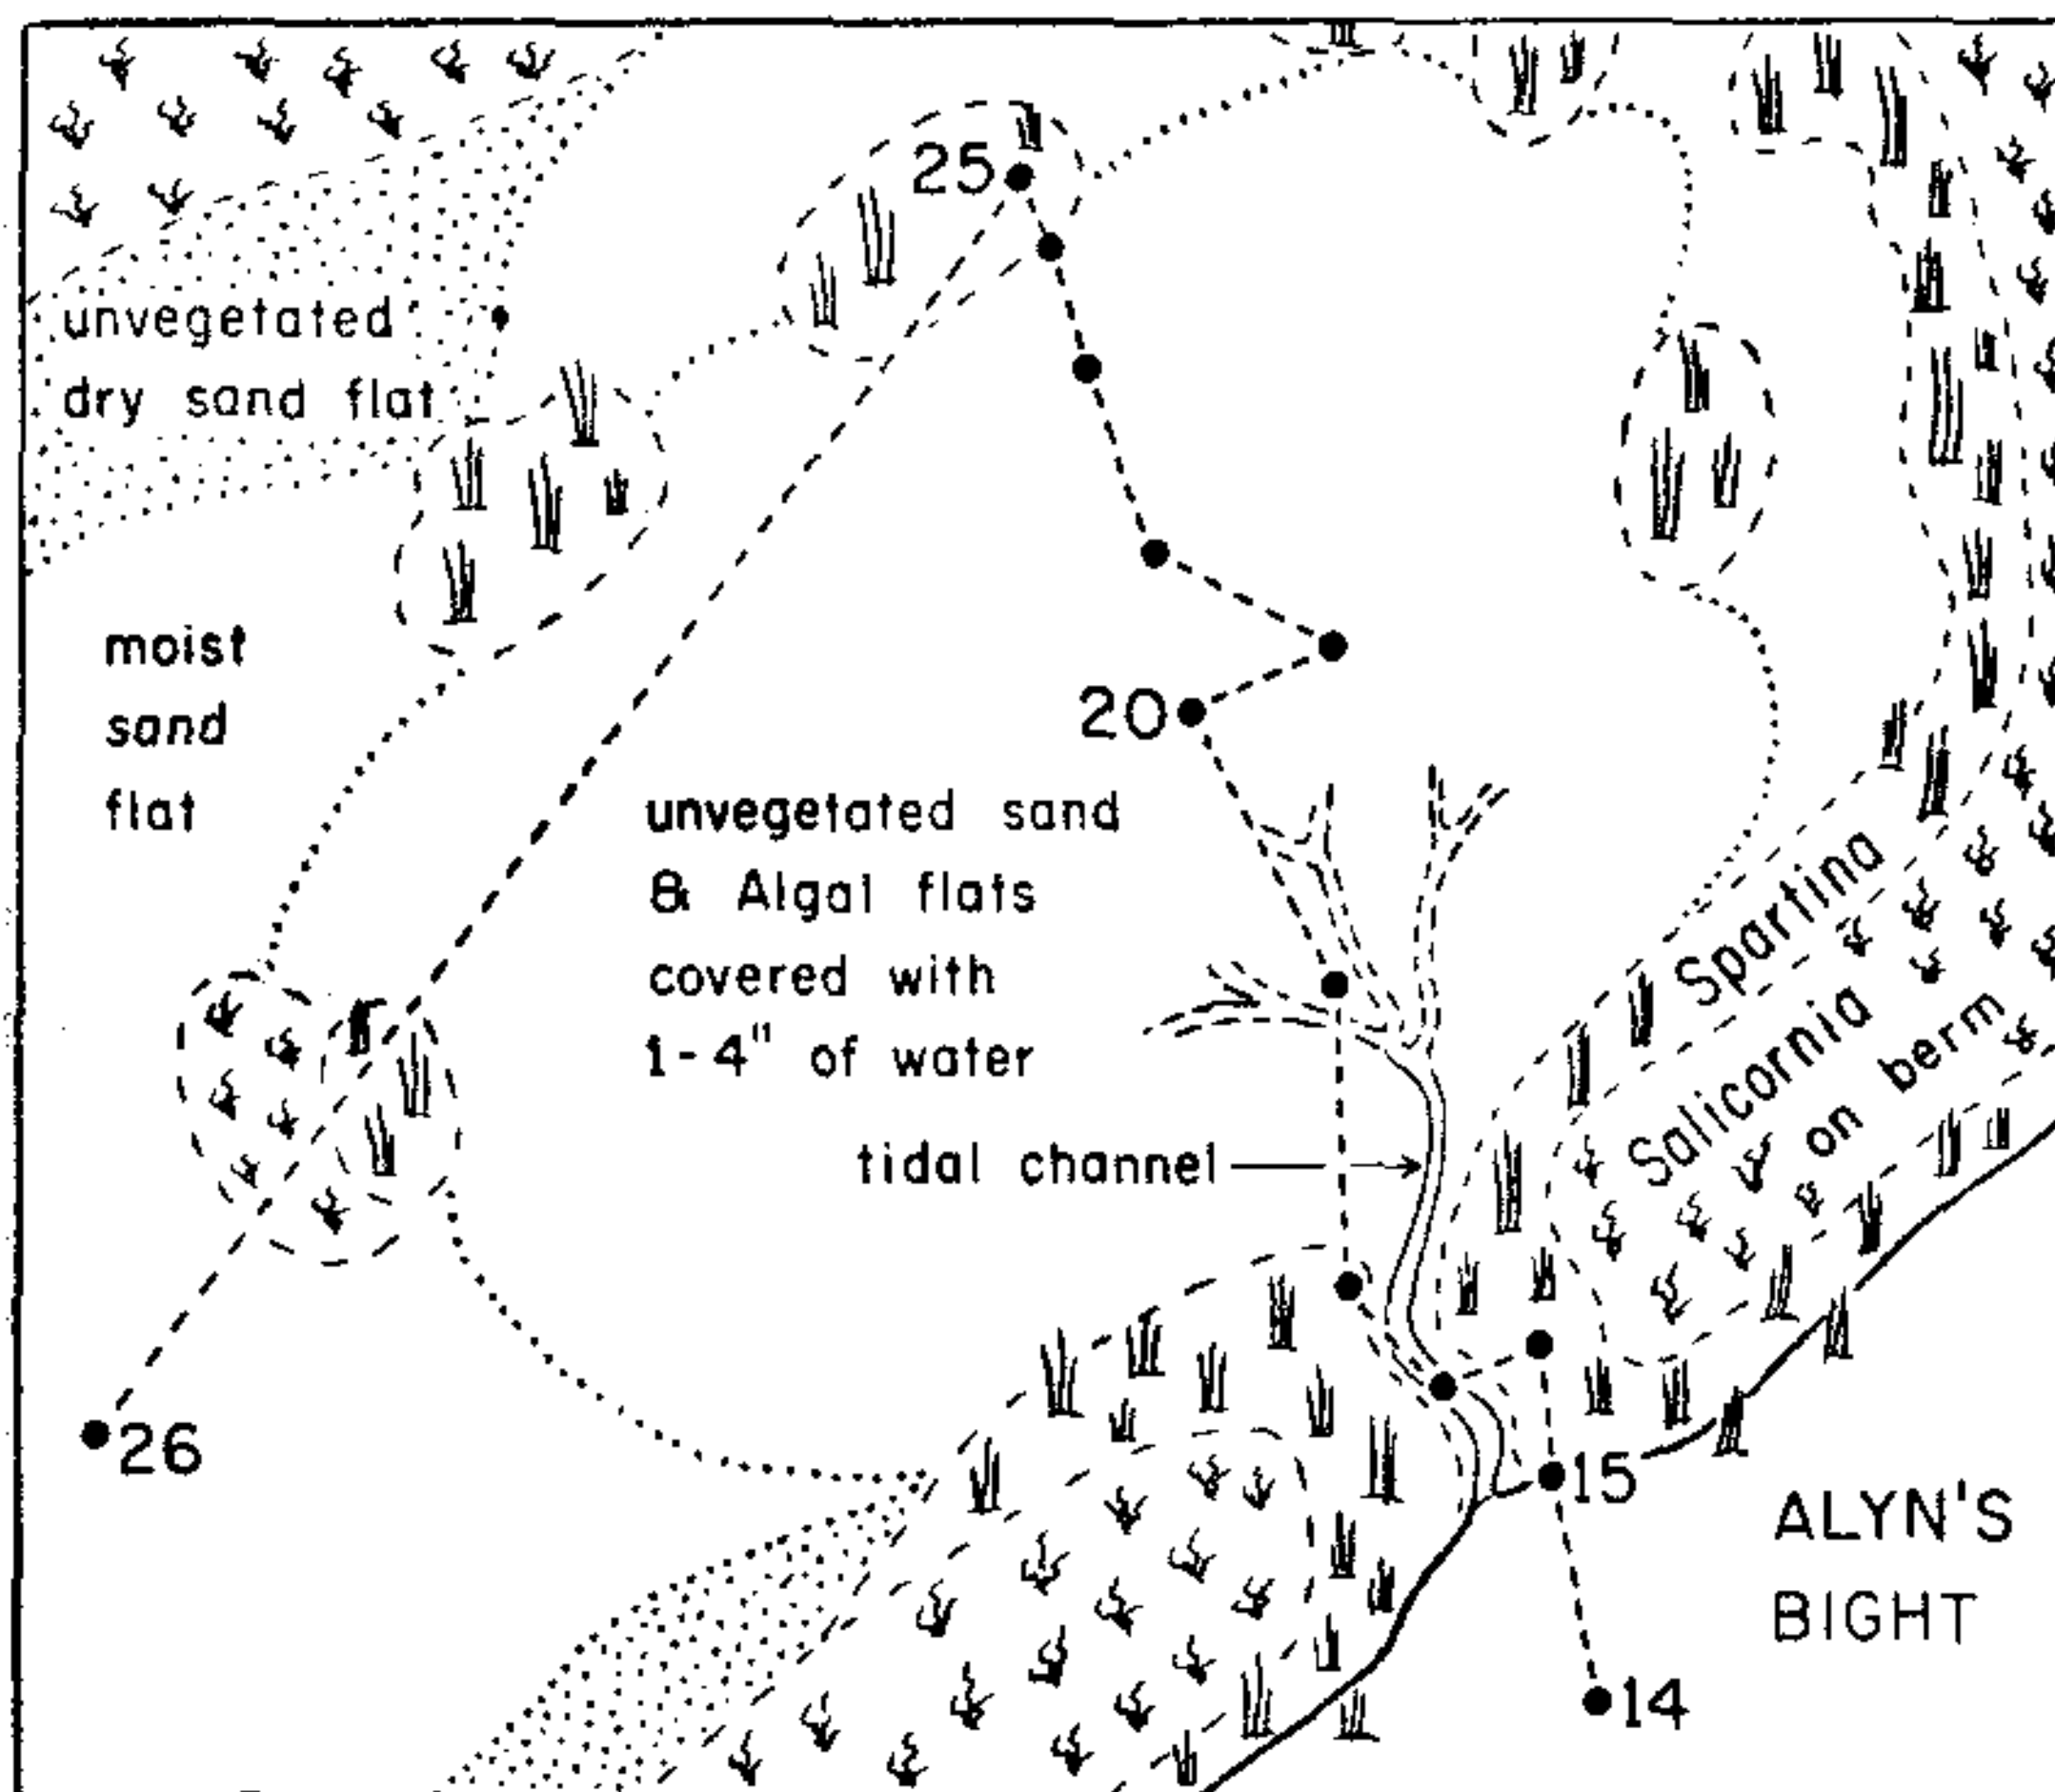 25
unvegetated
dry sand flat
moist
sand
flat
20
unvegetated sand
& Algal flats
covered with
1-4" of water
tidal channel
Spartina
Salicornia
on berm
26
15
ALYN'S
BIGHT
14